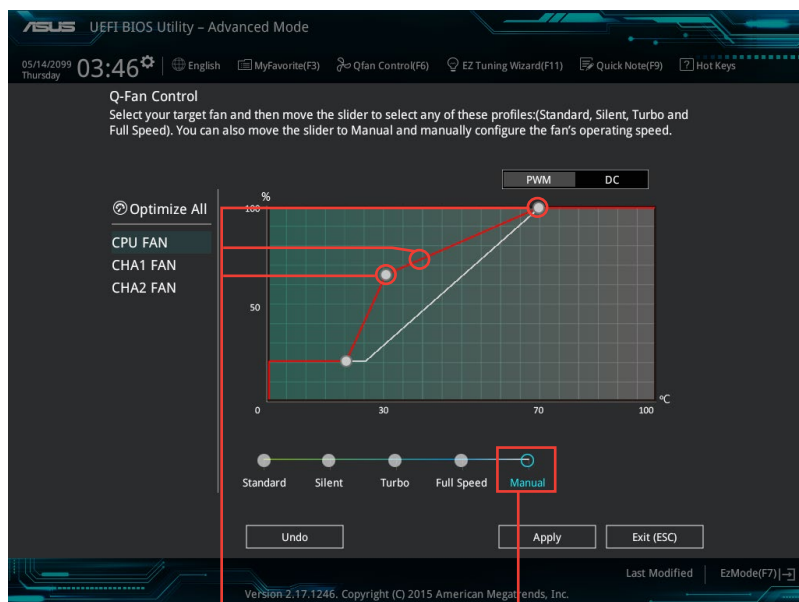 ASUS UEFI BIOS Utility – Advanced Mode
05/14/2099
Thursday
03:46
English MyFavorite(F3) Qfan Control(F6) EZ Tuning Wizard(F11) Quick Note(F9) ? Hot Keys
Q-Fan Control
Select your target fan and then move the slider to select any of these profiles:(Standard, Silent, Turbo and
Full Speed). You can also move the slider to Manual and manually configure the fan's operating speed.
PWM DC
%
Optimize All
100
CPU FAN
CHA1 FAN
CHA2 FAN
50
°C
0 30 70 100
Standard Silent Turbo Full Speed Manual
Undo Apply Exit (ESC)
Last Modified EzMode(F7)
Version 2.17.1246. Copyright (C) 2015 American Megatrends, Inc.